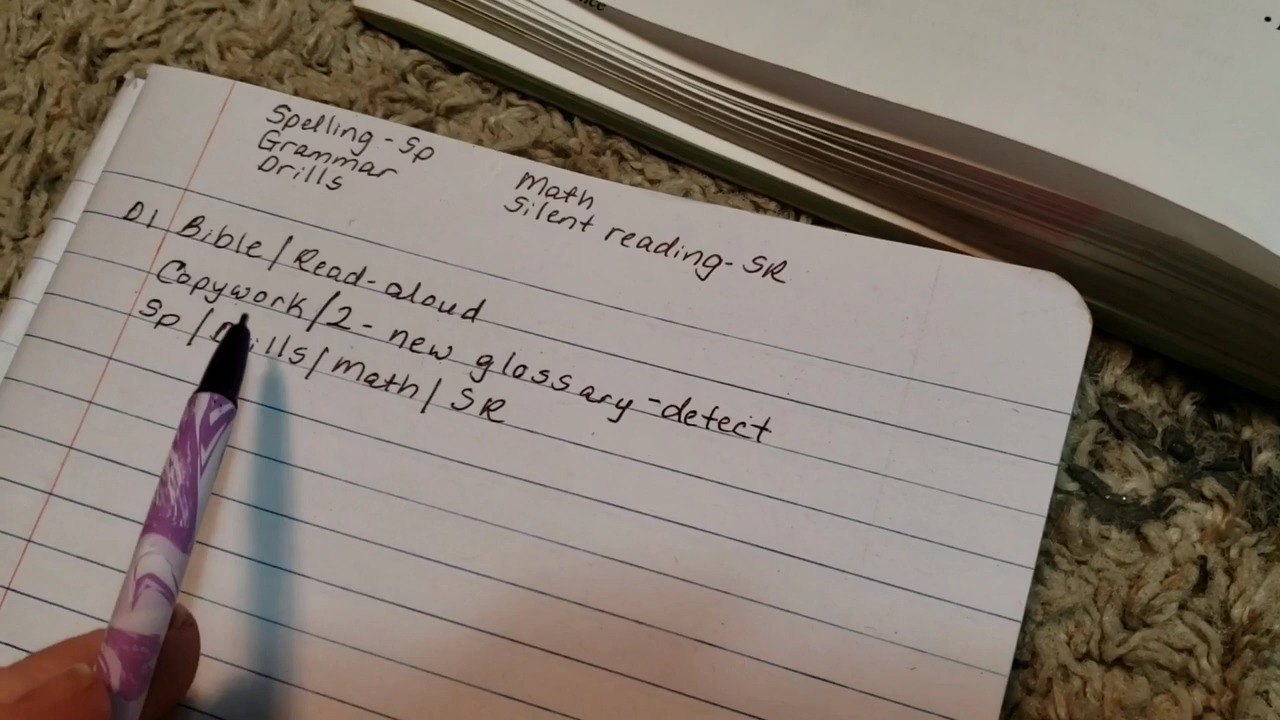 Spelling - Sp
Grammar
Drills
Math
Silent reading - SR
D1 Bible / Read-aloud
Copywork / 2 - new glossary - detect
Sp / Drills / Math / SR